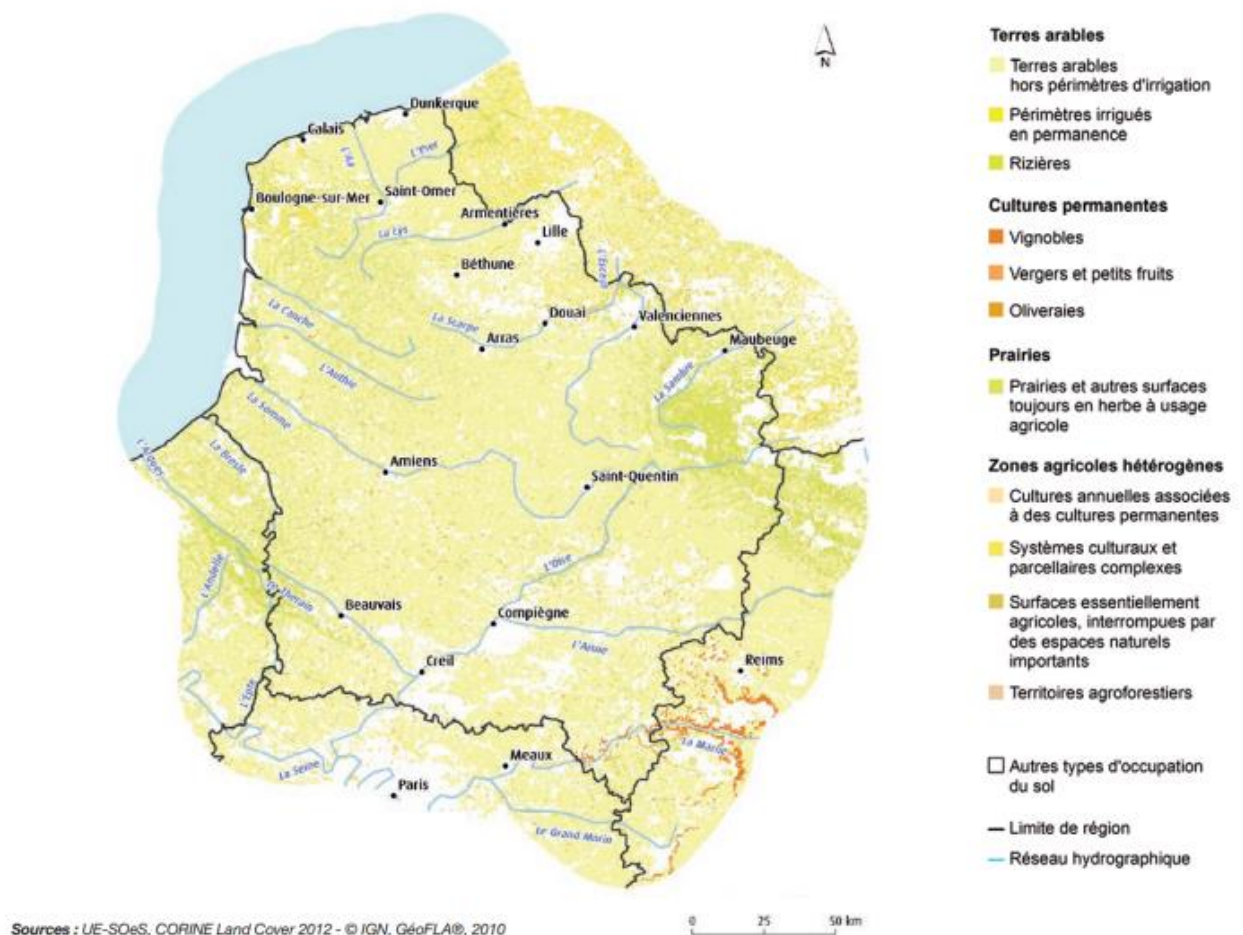 N
Dunkerque
Calais
L'Aa
L'Yser
Boulogne-sur-Mer
Saint-Omer
Armentières
La Lys
Lille
Béthune
L'Escaut
La Canche
La Scarpe
Douai
Valenciennes
Arras
Maubeuge
L'Authie
La Sambre
La Somme
La Bresle
Amiens
Saint-Quentin
L'Oise
L'Andelle
Le Thérain
Beauvais
Compiègne
L'Aisne
Creil
Reims
L'Epte
La Marne
Meaux
La Seine
Paris
Le Grand Morin
Terres arables
Terres arables
hors périmètres d'irrigation
Périmètres irrigués
en permanence
Rizières
Cultures permanentes
Vignobles
Vergers et petits fruits
Oliveraies
Prairies
Prairies et autres surfaces
toujours en herbe à usage
agricole
Zones agricoles hétérogènes
Cultures annuelles associées
à des cultures permanentes
Systèmes culturaux et
parcellaires complexes
Surfaces essentiellement
agricoles, interrompues par
des espaces naturels
importants
Territoires agroforestiers
Autres types d'occupation
du sol
Limite de région
Réseau hydrographique
0 25 50 km
Sources : UE-SOeS, CORINE Land Cover 2012 - © IGN, GéoFLA®, 2010